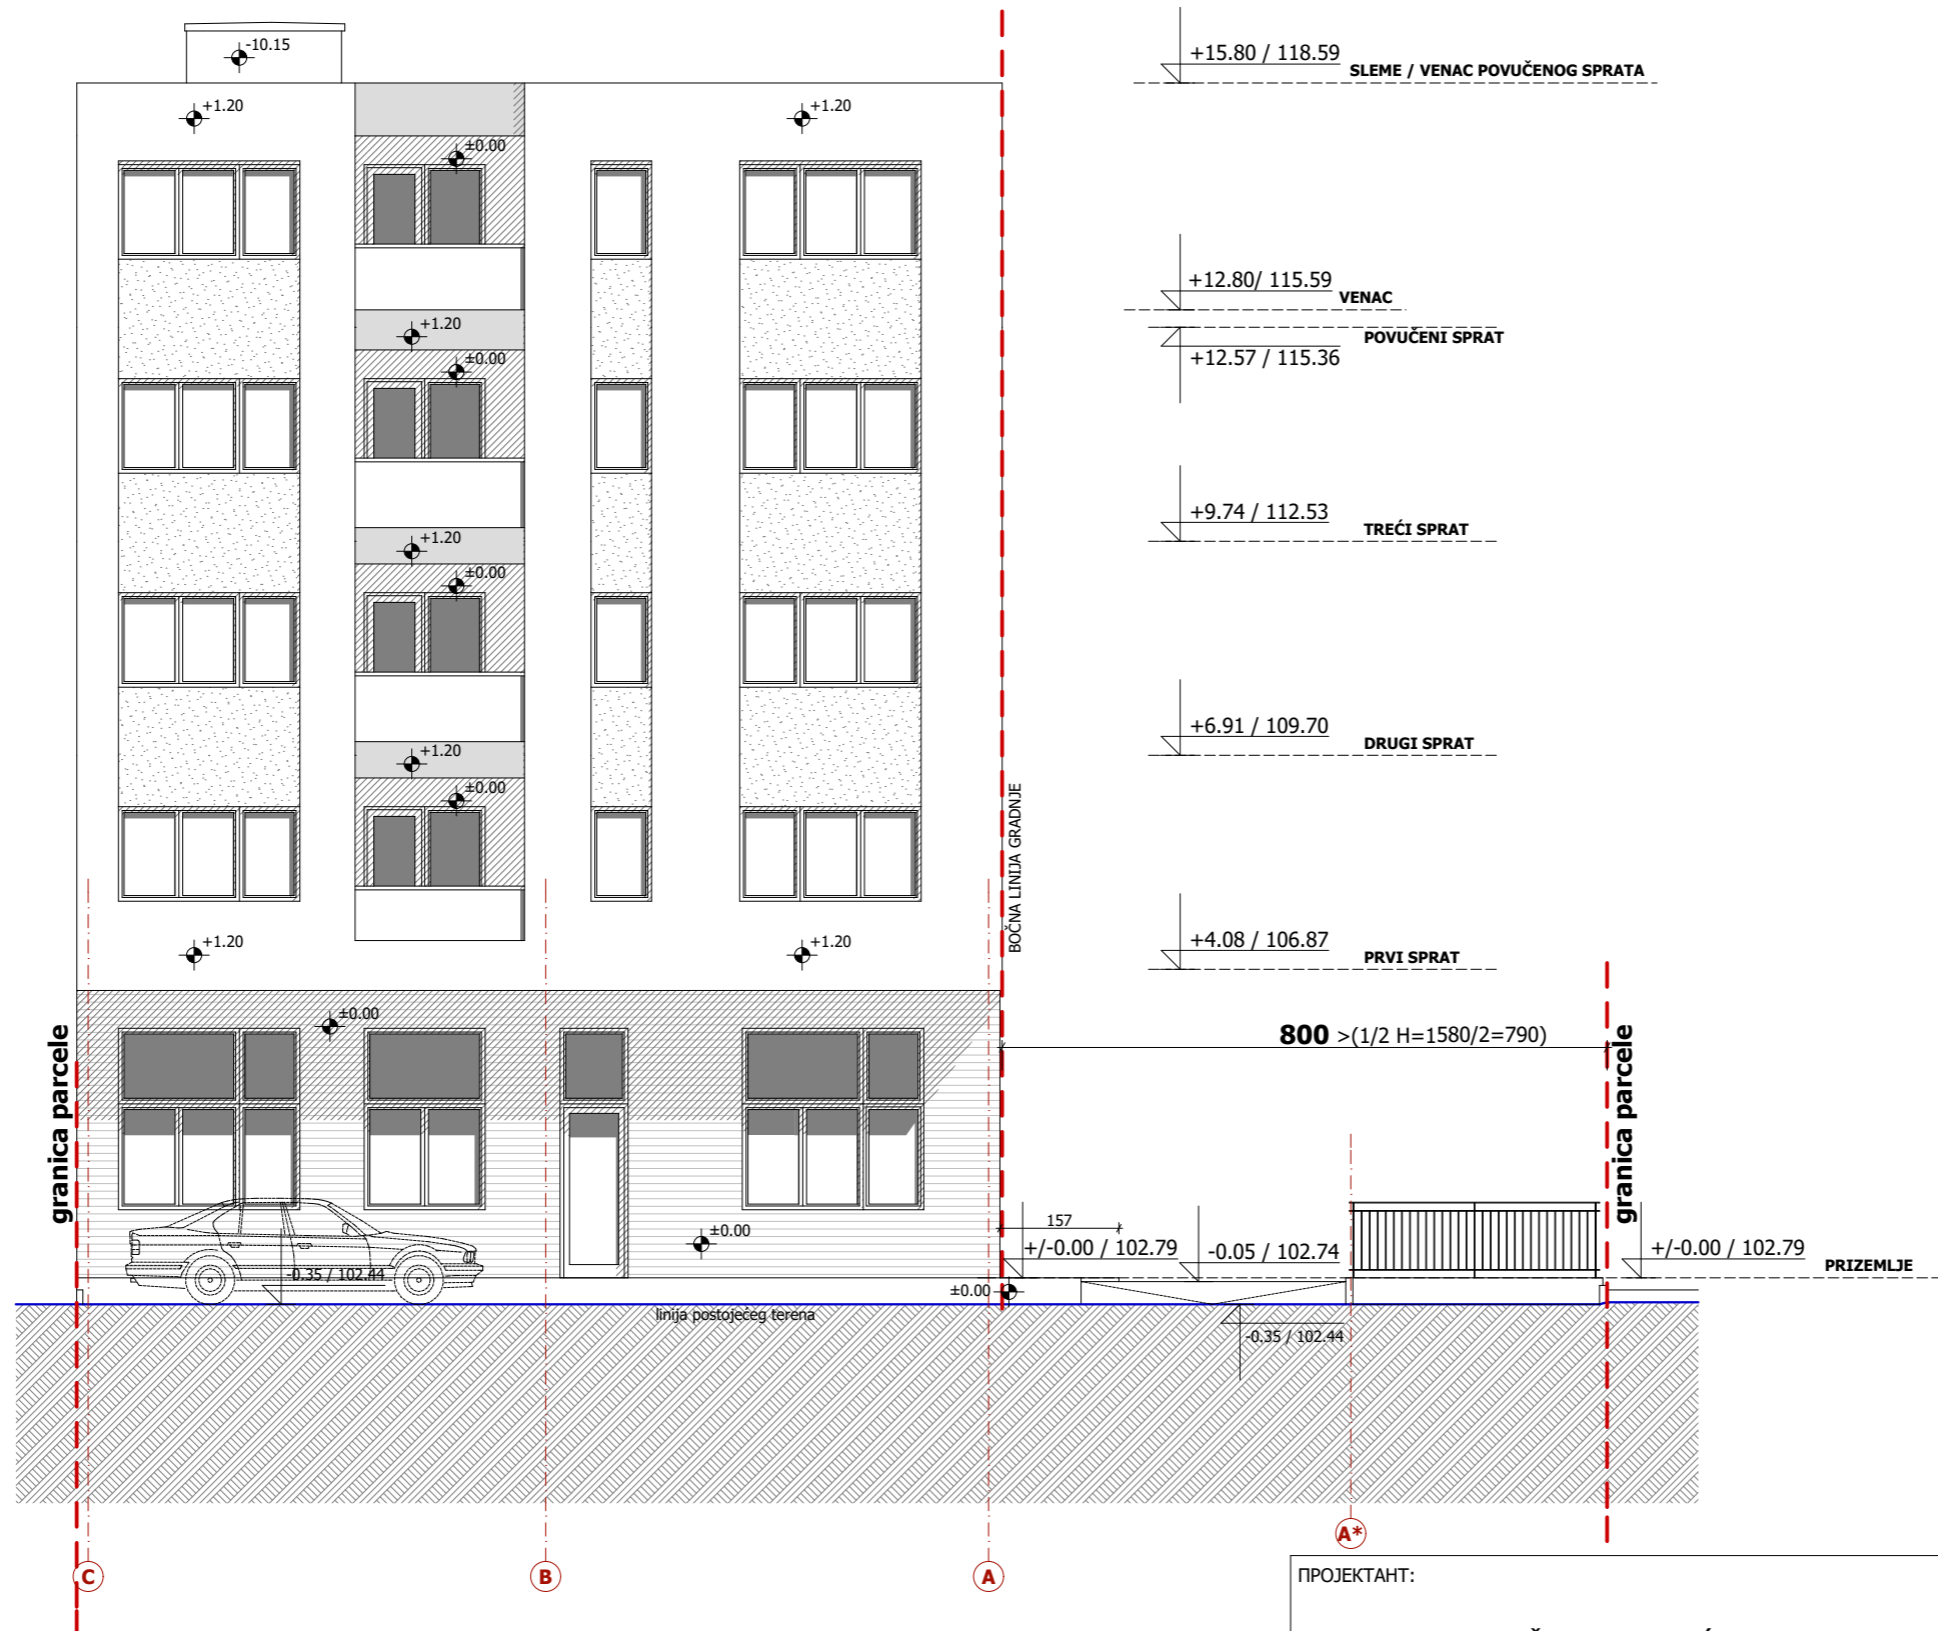 -10.15
+15.80 / 118.59
SLEME / VENAC POVUČENOG SPRATA
+1.20
+1.20
±0.00
+12.80/ 115.59
VENAC
+1.20
POVUČENI SPRAT
±0.00
+12.57 / 115.36
+9.74 / 112.53
TREĆI SPRAT
+1.20
±0.00
+6.91 / 109.70
DRUGI SPRAT
+1.20
±0.00
BOČNA LINIJA GRADNJE
+1.20
+1.20
+4.08 / 106.87
PRVI SPRAT
±0.00
800 >(1/2 H=1580/2=790)
granica parcele
granica parcele
157
±0.00
+/-0.00 / 102.79
-0.05 / 102.74
+/-0.00 / 102.79
PRIZEMLJE
-0.35 / 102.44
±0.00
linija postojećeg terena
-0.35 / 102.44
A*
C
B
A
ПРОЈЕКТАНТ: